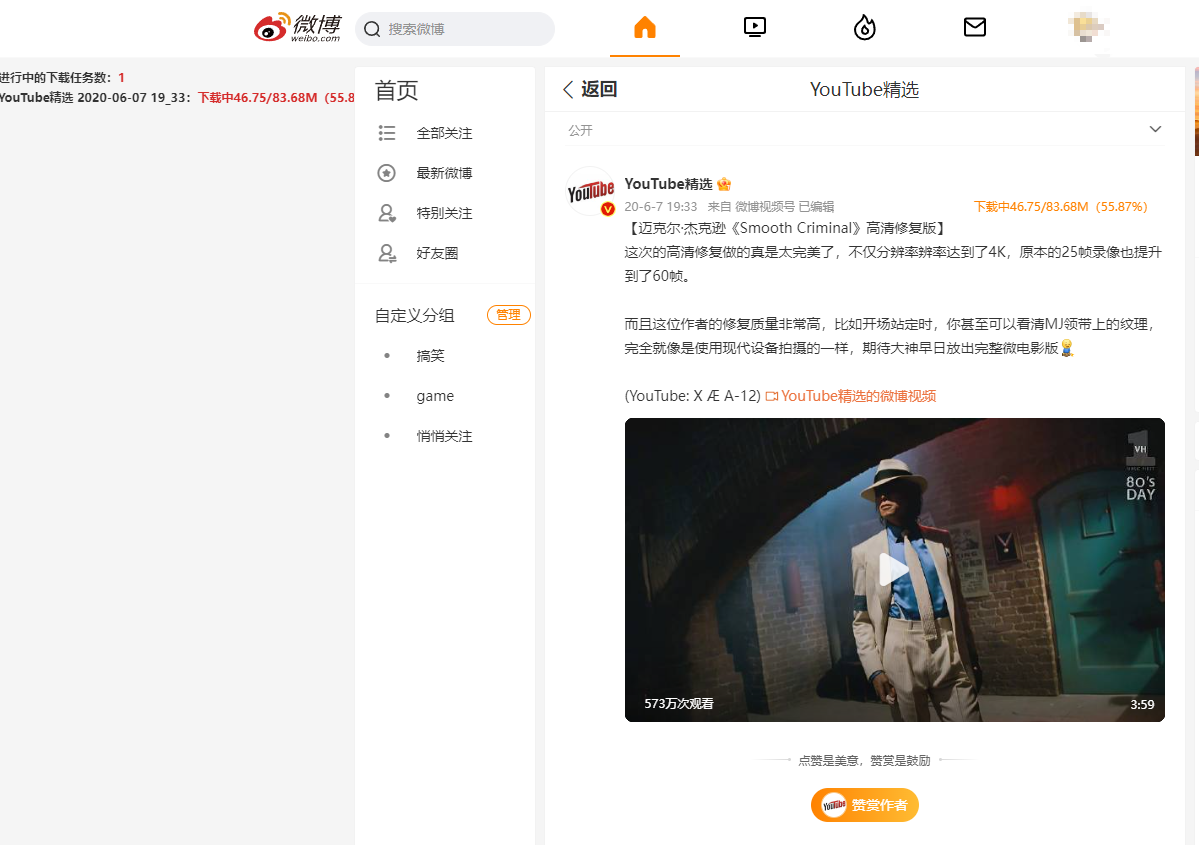 微博
weibo.com
搜索微博
进行中的下载任务数：1
YouTube精选 2020-06-07 19_33：下载中46.75/83.68M（55.8
首页
全部关注
最新微博
特别关注
好友圈
自定义分组
管理
搞笑
game
悄悄关注
返回
YouTube精选
公开
YouTube
YouTube精选
20-6-7 19:33 来自 微博视频号 已编辑
下载中46.75/83.68M（55.87%）
【迈克尔·杰克逊《Smooth Criminal》高清修复版】
这次的高清修复做的真是太完美了，不仅分辨率辨率达到了4K，原本的25帧录像也提升
到了60帧。
而且这位作者的修复质量非常高，比如开场站定时，你甚至可以看清MJ领带上的纹理，
完全就像是使用现代设备拍摄的一样，期待大神早日放出完整微电影版
(YouTube: X Æ A-12) YouTube精选的微博视频
VH
1
80's
DAY
573万次观看
3:59
点赞是美意，赞赏是鼓励
YouTube
赞赏作者